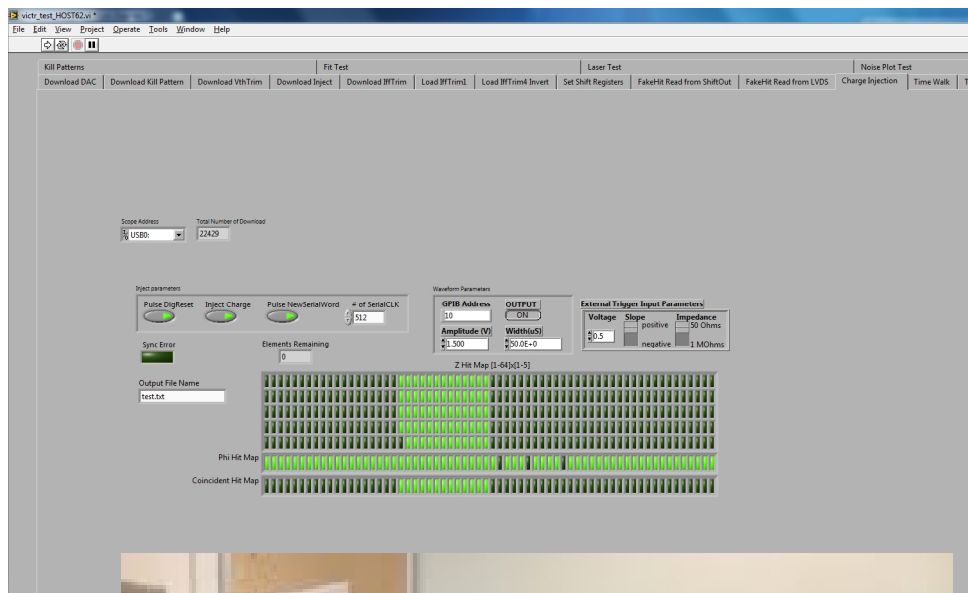 victr_test_HOST62.vi *
File Edit View Project Operate Tools Window Help
Kill Patterns Fit Test Laser Test Noise Plot Test
Download DAC Download Kill Pattern Download VthTrim Download Inject Download IffTrim Load IffTrim1 Load IffTrim4 Invert Set Shift Registers FakeHit Read from ShiftOut FakeHit Read from LVDS Charge Injection Time Walk T
Scope Address Total Number of Download
USB0: 22429
Inject parameters Waveform Parameters
Pulse DigReset Inject Charge Pulse NewSerialWord # of SerialCLK
512
GPIB Address OUTPUT
10 ON
Amplitude (V) Width(uS)
1.500 50.0E+0
External Trigger Input Parameters
Voltage Slope Impedance
0.5 positive 50 Ohms
negative 1 MOhms
Sync Error Elements Remaining
0
Z Hit Map [1-64]x[1-5]
Output File Name
test.txt
Phi Hit Map
Coincident Hit Map